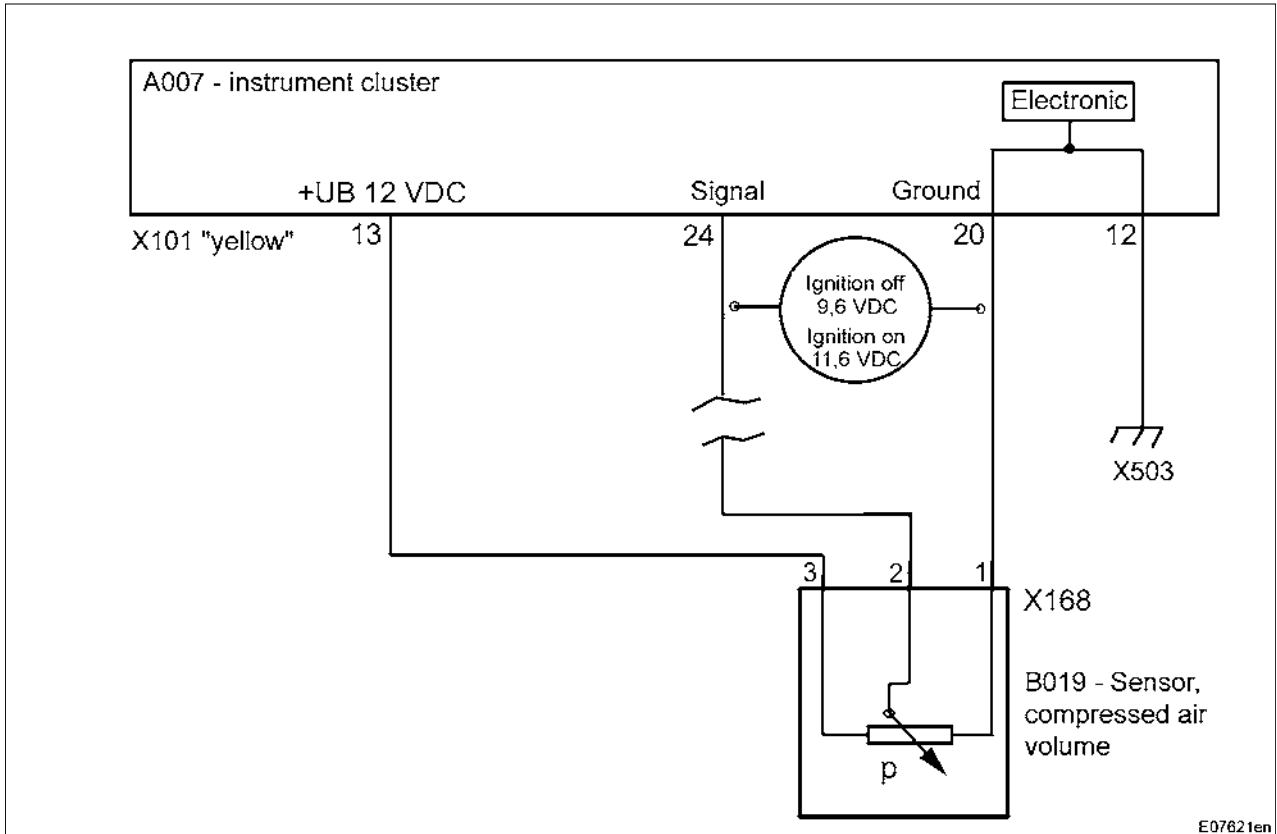 A007 - instrument cluster
Electronic
+UB 12 VDC
Signal
Ground
X101 "yellow"
13
24
20
12
Ignition off
9,6 VDC
Ignition on
11,6 VDC
X503
3
2
1
X168
B019 - Sensor,
compressed air
volume
p
E07621en